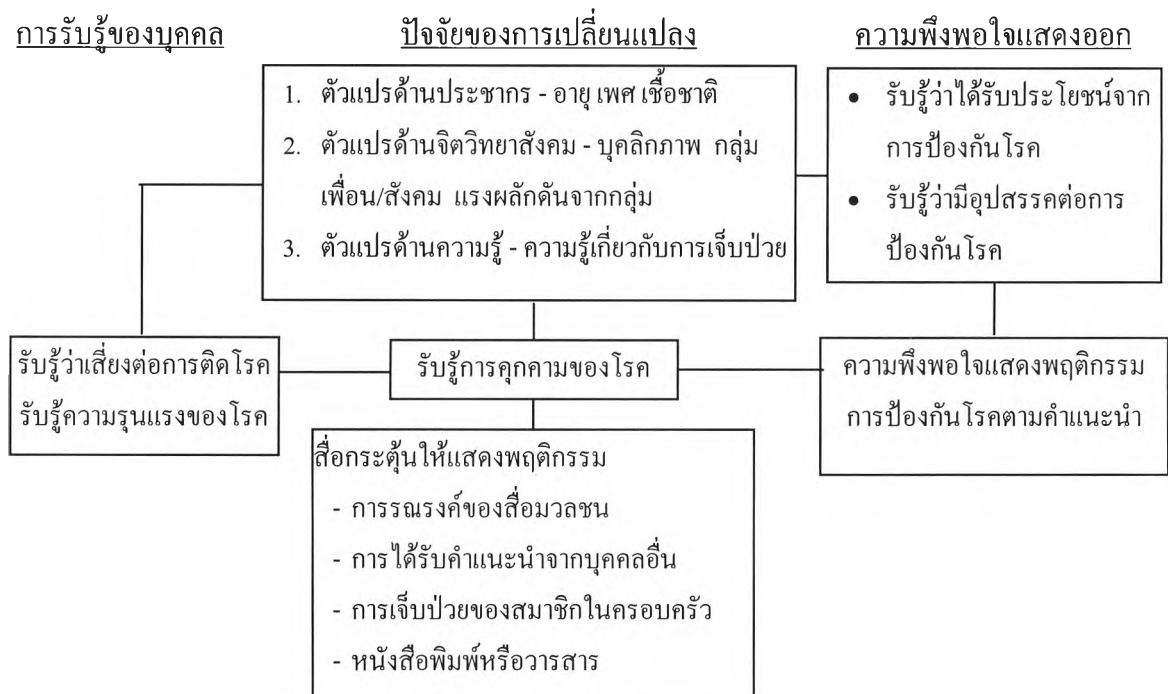 การรับรู้ของบุคคล
ปัจจัยของการเปลี่ยนแปลง
ความพึงพอใจแสดงออก
1. ตัวแปรด้านประชากร - อายุ เพศ เชื้อชาติ
2. ตัวแปรด้านจิตวิทยาสังคม - บุคลิกภาพ กลุ่ม
เพื่อน/สังคม แรงผลักดันจากกลุ่ม
3. ตัวแปรด้านความรู้ - ความรู้เกี่ยวกับการเจ็บป่วย
• รับรู้ว่าได้รับประโยชน์จาก
การป้องกันโรค
• รับรู้ว่ามีอุปสรรคต่อการ
ป้องกันโรค
รับรู้ว่าเสี่ยงต่อการติดโรค
รับรู้ความรุนแรงของโรค
รับรู้การคุกคามของโรค
ความพึงพอใจแสดงพฤติกรรม
การป้องกันโรคตามคำแนะนำ
สื่อกระตุ้นให้แสดงพฤติกรรม
- การรณรงค์ของสื่อมวลชน
- การได้รับคำแนะนำจากบุคคลอื่น
- การเจ็บป่วยของสมาชิกในครอบครัว
- หนังสือพิมพ์หรือวารสาร